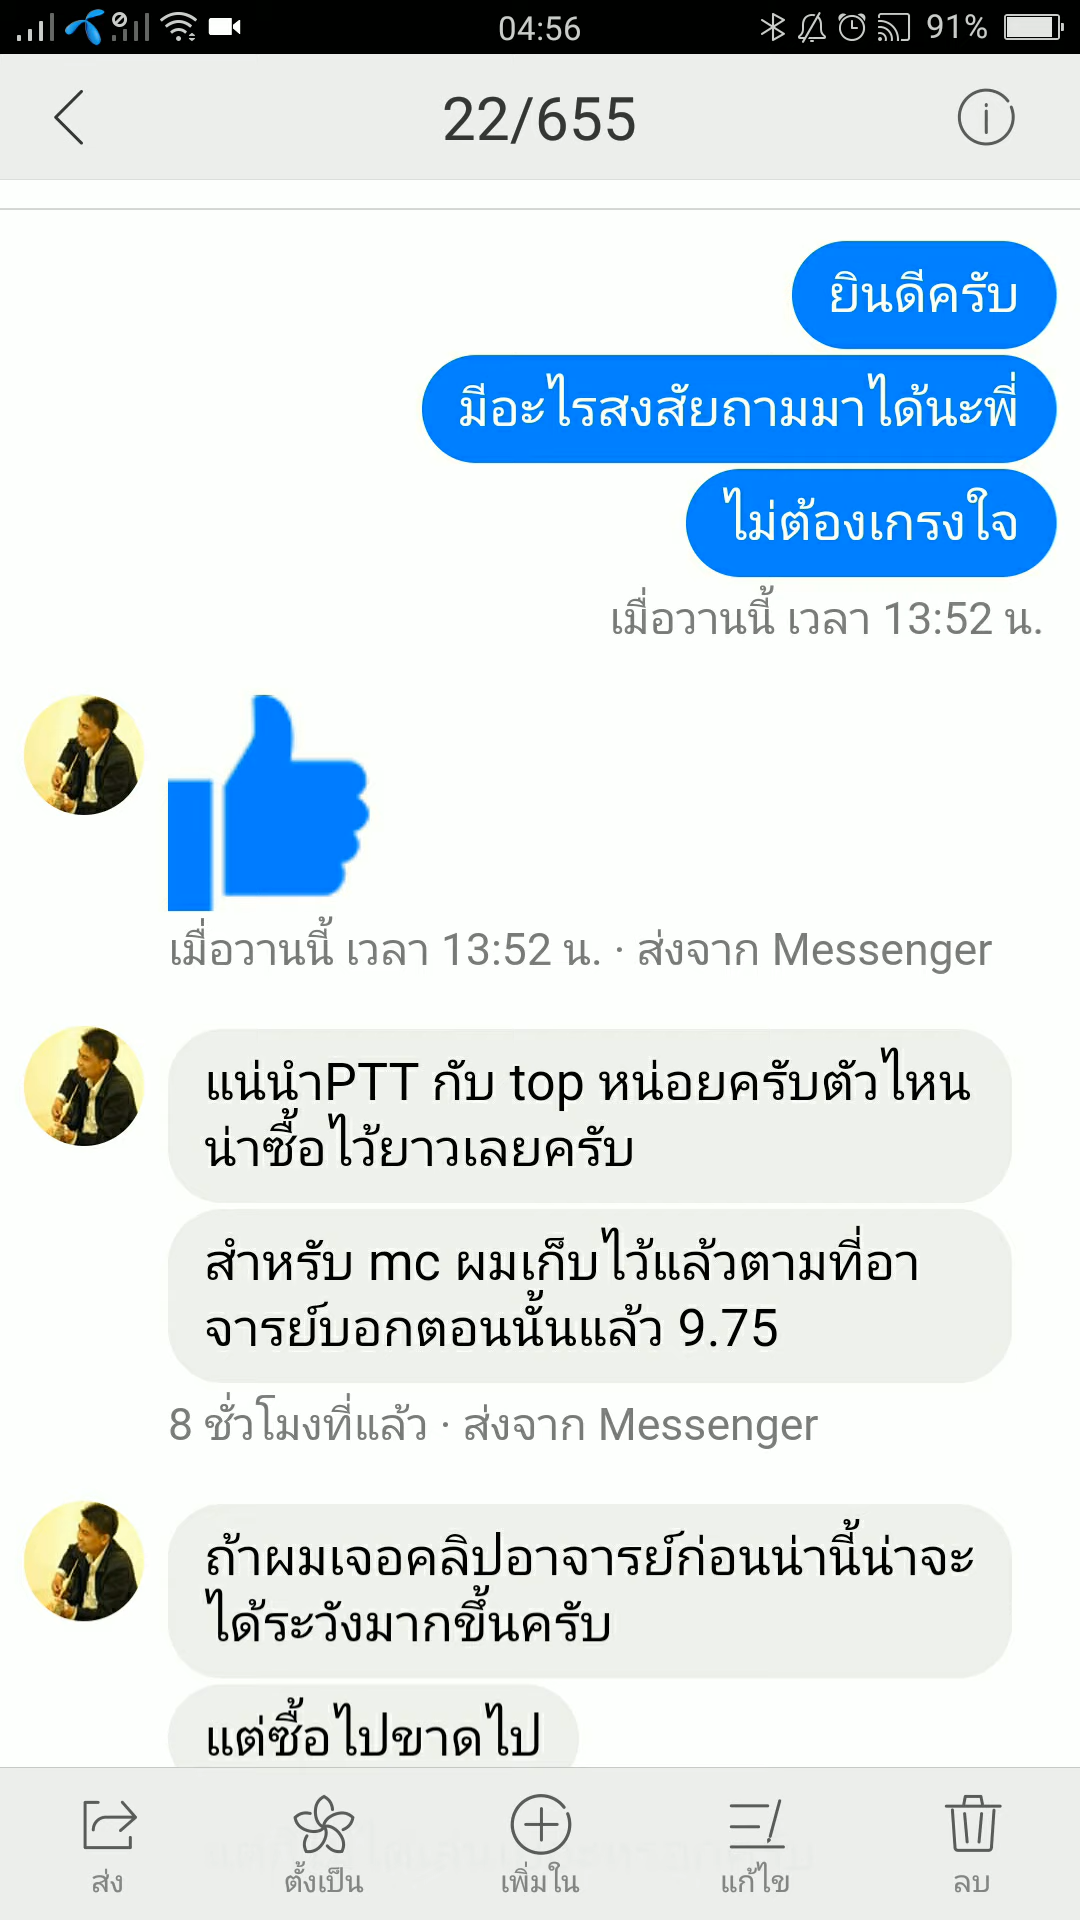 04:56
91%
22/655
ยินดีครับ
มีอะไรสงสัยถามมาได้นะพี่
ไม่ต้องเกรงใจ
เมื่อวานนี้ เวลา 13:52 น.
เมื่อวานนี้ เวลา 13:52 น. · ส่งจาก Messenger
แน่นำPTT กับ top หน่อยครับตัวไหน
น่าซื้อไว้ยาวเลยครับ
สำหรับ mc ผมเก็บไว้แล้วตามที่อา
จารย์บอกตอนนั้นแล้ว 9.75
8 ชั่วโมงที่แล้ว · ส่งจาก Messenger
ถ้าผมเจอคลิปอาจารย์ก่อนน่านี้น่าจะ
ได้ระวังมากขึ้นครับ
แต่ซื้อไปขาดไป
ส่ง
ตั้งเป็น
เพิ่มใน
แก้ไข
ลบ